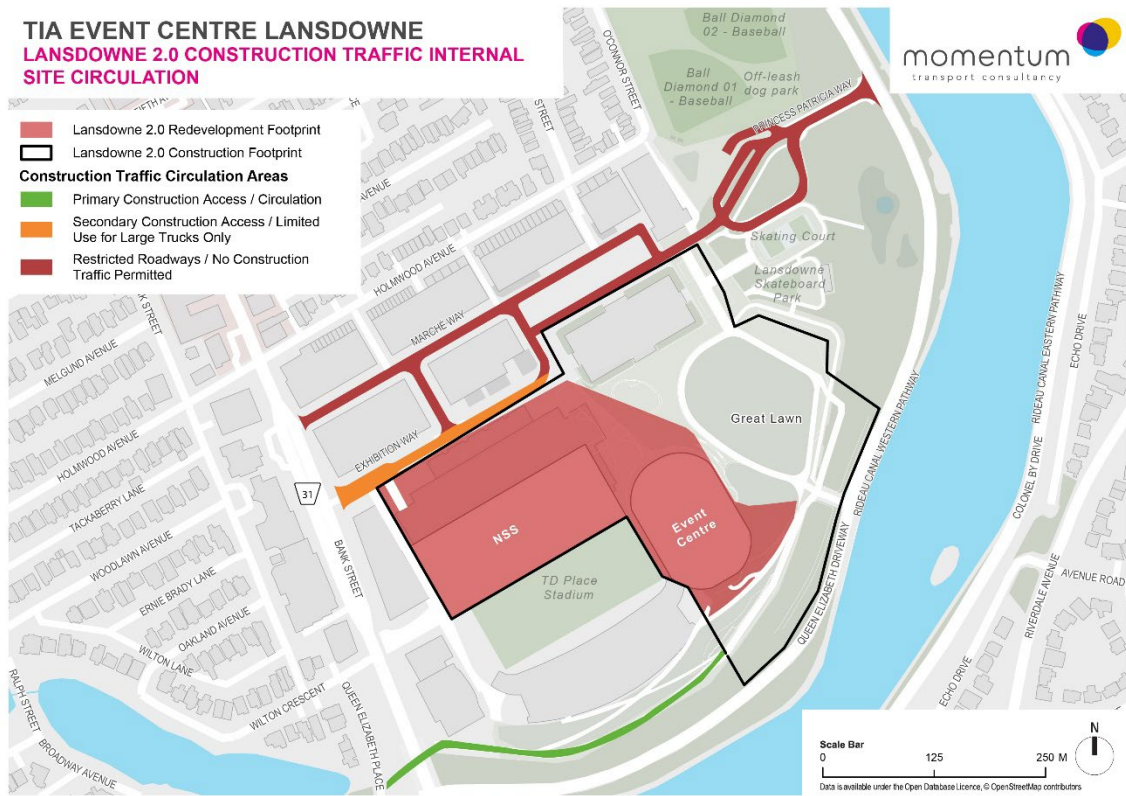 TIA EVENT CENTRE LANSDOWNE
LANSDOWNE 2.0 CONSTRUCTION TRAFFIC INTERNAL
SITE CIRCULATION
momentum
transport consultancy
Lansdowne 2.0 Redevelopment Footprint
Lansdowne 2.0 Construction Footprint
Construction Traffic Circulation Areas
Primary Construction Access / Circulation
Secondary Construction Access / Limited
Use for Large Trucks Only
Restricted Roadways / No Construction
Traffic Permitted
Ball Diamond
02 - Baseball
Ball
Diamond 01
- Baseball
Off-leash
dog park
O'CONNOR STREET
PRINCESS PATRICIA WAY
AVENUE
HOLMWOOD AVENUE
MARCHE WAY
Skating Court
Lansdowne
Skateboard
Park
MELGUND AVENUE
EXHIBITION WAY
Great Lawn
HOLMWOOD AVENUE
TACKABERRY LANE
31
BANK STREET
NSS
Event
Centre
WOODLAWN AVENUE
ERNIE BRADY LANE
OAKLAND AVENUE
WILTON LANE
WILTON CRESCENT
TD Place
Stadium
QUEEN ELIZABETH DRIVEWAY
RIDEAU CANAL WESTERN PATHWAY
RIDEAU CANAL EASTERN PATHWAY
COLONEL BY DRIVE
ECHO DRIVE
AVENUE ROAD
RIVERDALE AVENUE
ECHO DRIVE
RALPH STREET
BROADWAY AVENUE
QUEEN ELIZABETH PLACE
Scale Bar
0 125 250 M
N
Data is available under the Open Database Licence, © OpenStreetMap contributors